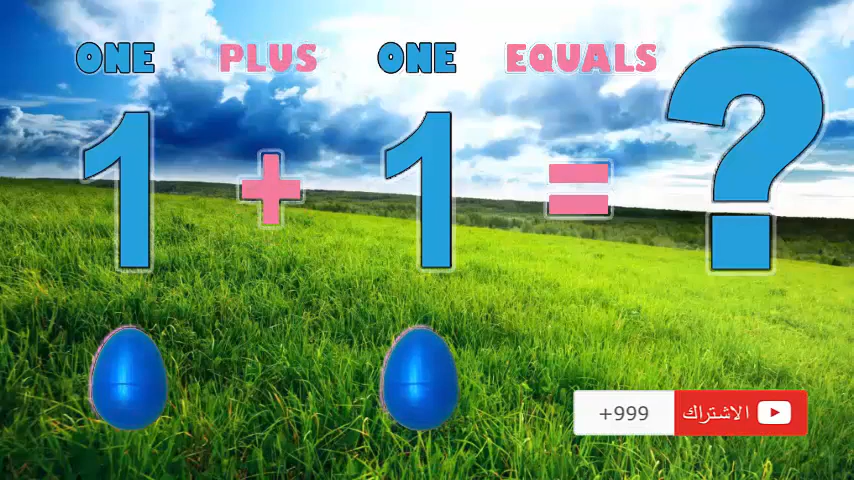 ONE PLUS ONE EQUALS
1 + 1 = ?
+999 الاشتراك